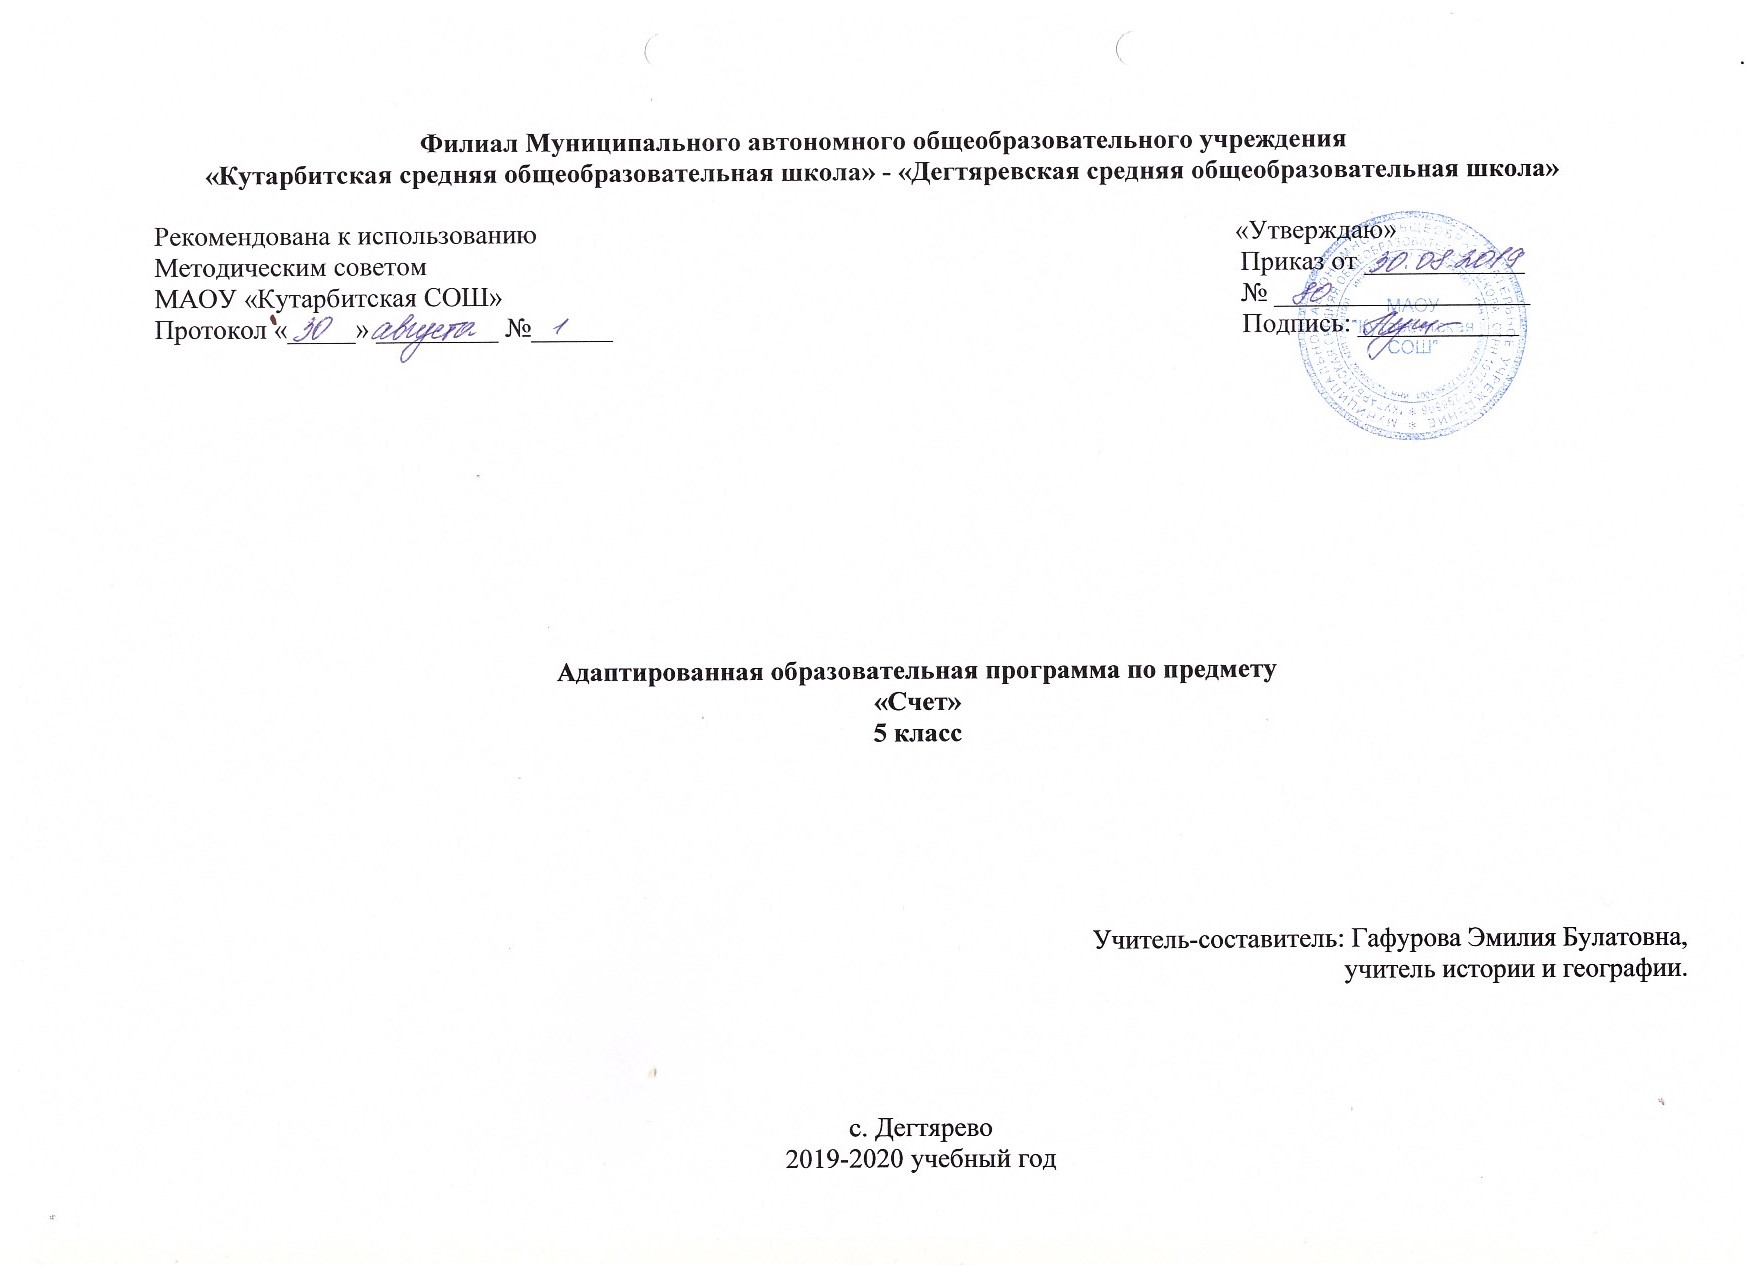 Филиал Муниципального автономного общеобразовательного учреждения
«Кутарбитская средняя общеобразовательная школа» - «Дегтяревская средняя общеобразовательная школа»
Рекомендована к использованию
Методическим советом
МАОУ «Кутарбитская СОШ»
Протокол «30» августа № 1
«Утверждаю»
Приказ от 30.08.2019
№ 80
Подпись:
МАОУ
СОШ"
Адаптированная образовательная программа по предмету
«Счет»
5 класс
Учитель-составитель: Гафурова Эмилия Булатовна,
учитель истории и географии.
с. Дегтярево
2019-2020 учебный год